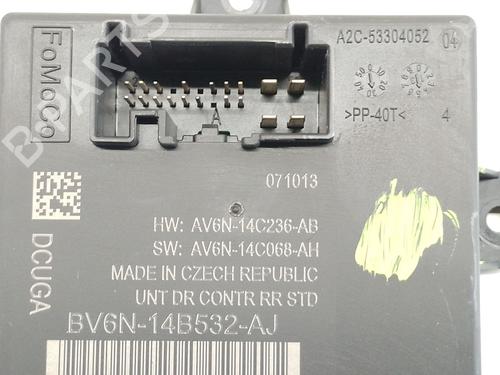 A2C-53304052 04
FoMoCo
A
>PP-40T< 4
071013
HW: AV6N-14C236-AB
SW: AV6N-14C068-AH
MADE IN CZECH REPUBLIC
UNT DR CONTR RR STD
DCUGA
BV6N-14B532-AJ
B-PARTS